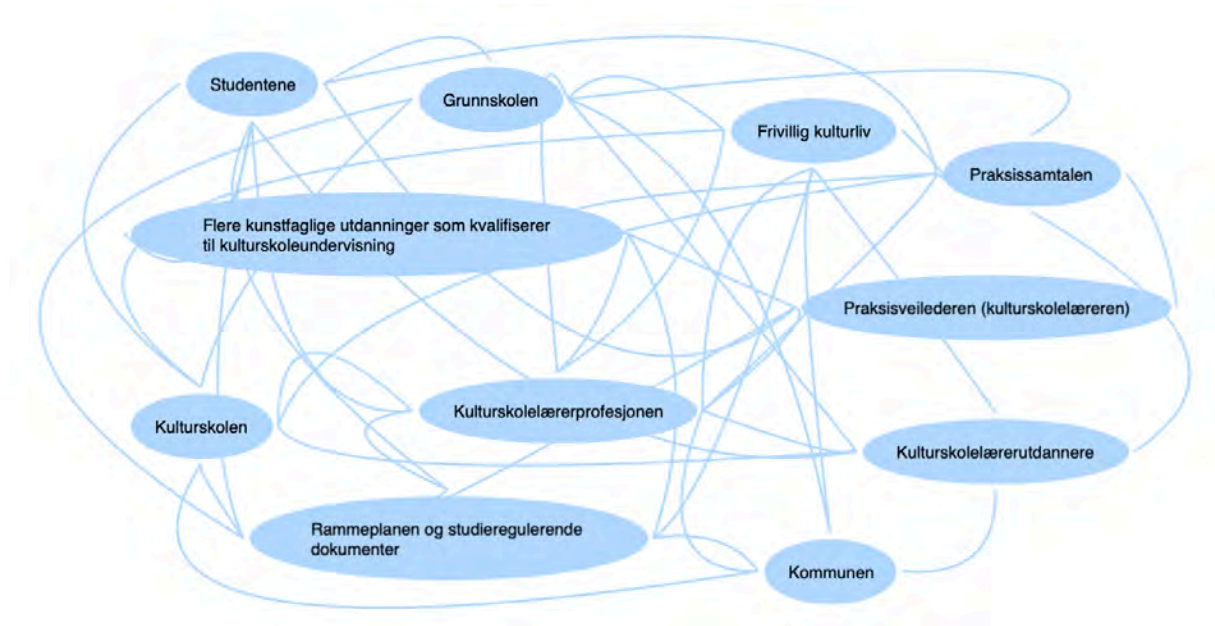 Studentene
Grunnskolen
Frivillig kulturliv
Praksissamtalen
Flere kunstfaglige utdanninger som kvalifiserer
til kulturskoleundervisning
Praksisveilederen (kulturskolelæreren)
Kulturskolen
Kulturskolelærerprofesjonen
Kulturskolelærerutdannere
Rammeplanen og studieregulerende
dokumenter
Kommunen